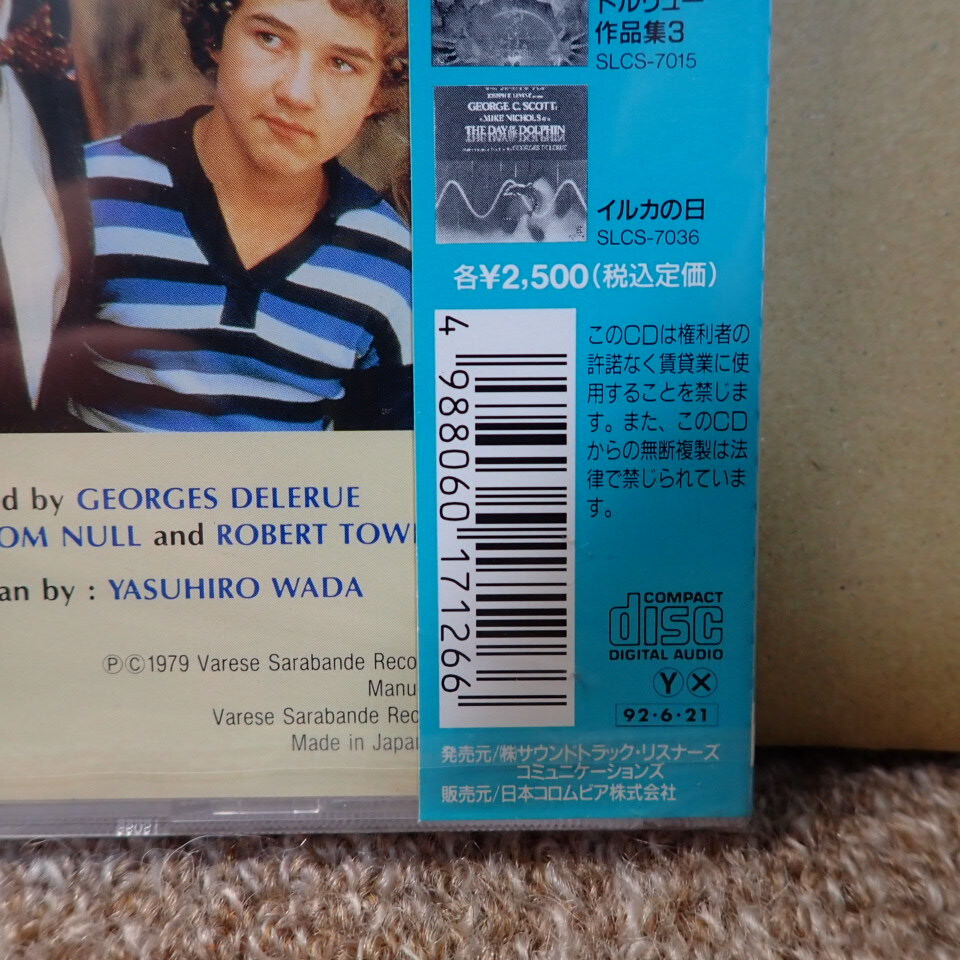 作品集3
SLCS-7015
GEORGE C. SCOTT
MIKE NICHOLS
THE DAY OF THE DOLPHIN
イルカの日
SLCS-7036
各¥2,500(税込定価)
このCDは権利者の
許諾なく賃貸業に使
用することを禁じま
す。また、このCD
からの無断複製は法
律で禁じられていま
す。
4 988060 171266
COMPACT
disc
DIGITAL AUDIO
Ⓨ Ⓧ
92·6·21
発売元/㈱サウンドトラック・リスナーズ
コミュニケーションズ
販売元/日本コロムビア株式会社
d by GEORGES DELERUE
OM NULL and ROBERT TOW
an by : YASUHIRO WADA
ⓅⒸ1979 Varese Sarabande Reco
Manu
Varese Sarabande Rec
Made in Japa